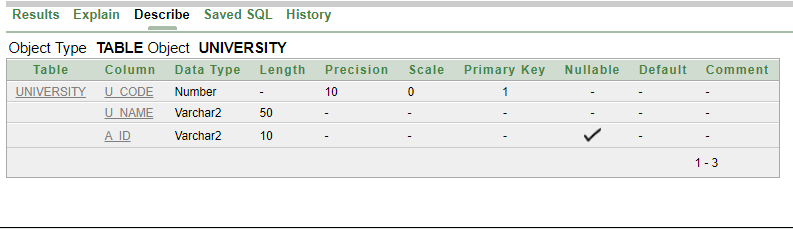 Results Explain Describe Saved SQL History
Object Type TABLE Object UNIVERSITY
Table Column Data Type Length Precision Scale Primary Key Nullable Default Comment
UNIVERSITY U_CODE Number - 10 0 1 - - -
U_NAME Varchar2 50 - - - - - -
A_ID Varchar2 10 - - - ✓ - -
1 - 3